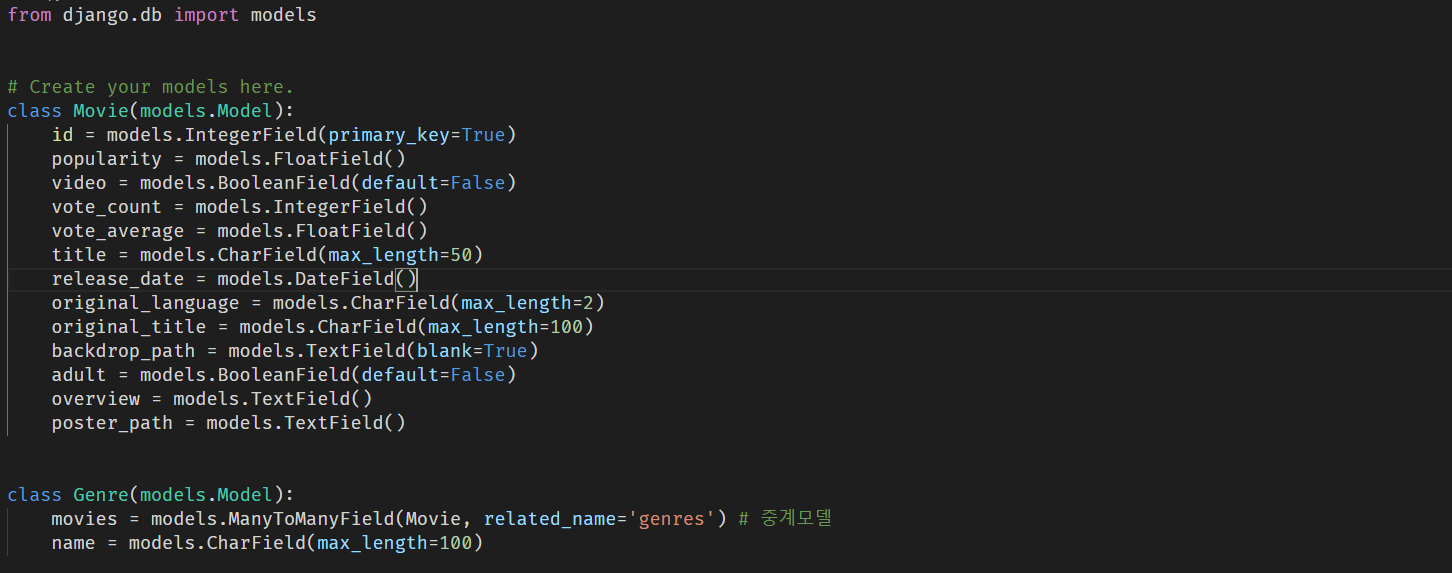 from django.db import models
# Create your models here.
class Movie(models.Model):
    id = models.IntegerField(primary_key=True)
    popularity = models.FloatField()
    video = models.BooleanField(default=False)
    vote_count = models.IntegerField()
    vote_average = models.FloatField()
    title = models.CharField(max_length=50)
    release_date = models.DateField()
    original_language = models.CharField(max_length=2)
    original_title = models.CharField(max_length=100)
    backdrop_path = models.TextField(blank=True)
    adult = models.BooleanField(default=False)
    overview = models.TextField()
    poster_path = models.TextField()
class Genre(models.Model):
    movies = models.ManyToManyField(Movie, related_name='genres') # 중계모델
    name = models.CharField(max_length=100)